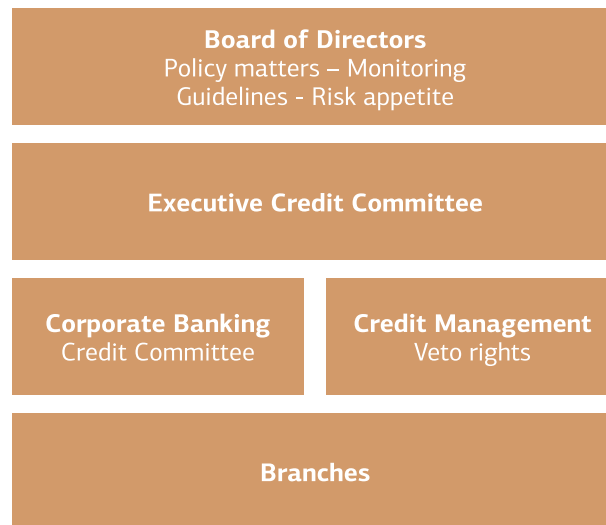 Board of Directors
Policy matters – Monitoring
Guidelines - Risk appetite
Executive Credit Committee
Corporate Banking
Credit Committee
Credit Management
Veto rights
Branches